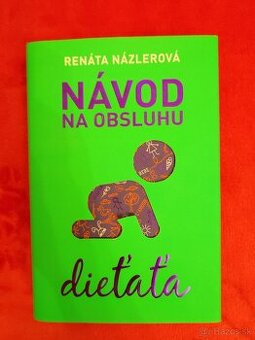 RENÁTA NÁZLEROVÁ
NÁVOD
NA OBSLUHU
dieťaťa